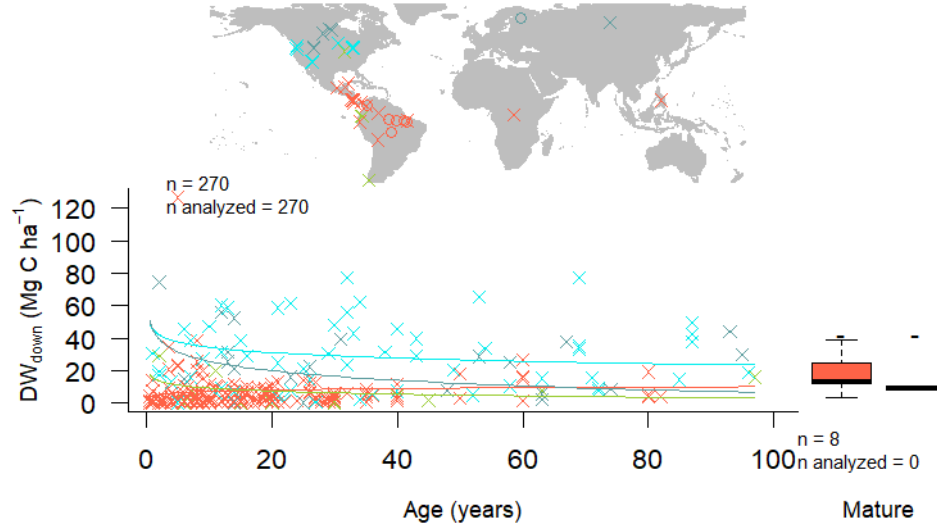 n = 270
n analyzed = 270
DW_down (Mg C ha⁻¹)
120
100
80
60
40
20
0
0 20 40 60 80 100
n = 8
n analyzed = 0
Age (years)
Mature